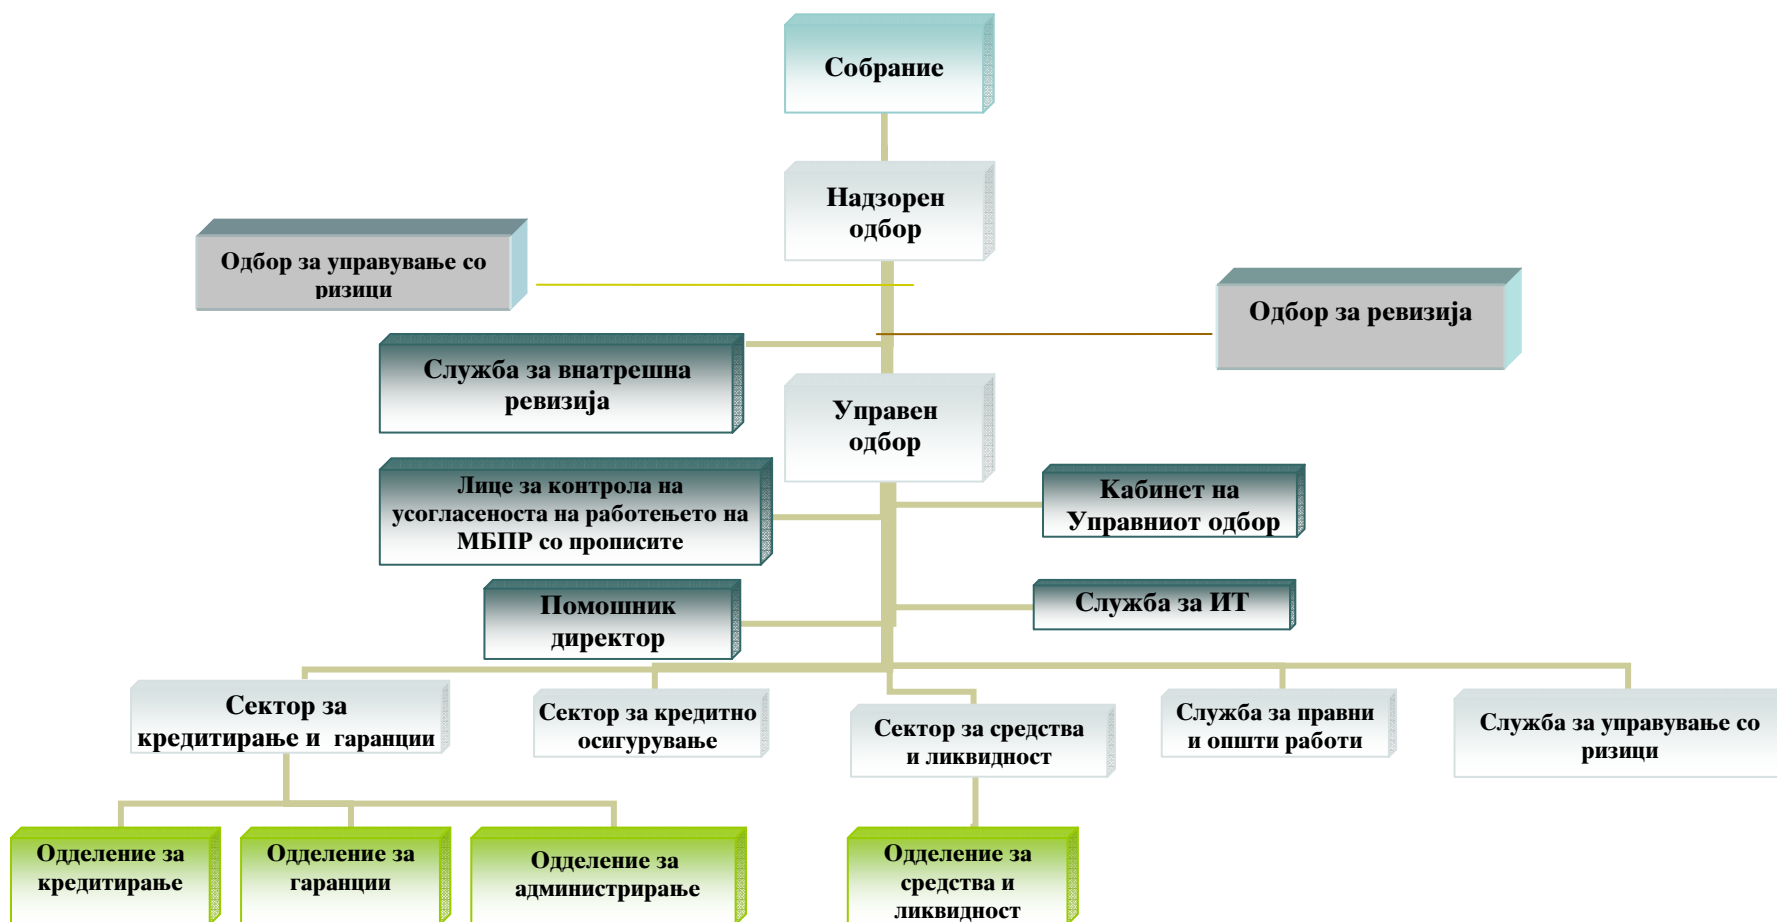 Собрание
Надзорен
одбор
Одбор за управување со
ризици
Одбор за ревизија
Служба за внатрешна
ревизија
Управен
одбор
Лице за контрола на
усогласеноста на работењето на
МБПР со прописите
Кабинет на
Управниот одбор
Помошник
директор
Служба за ИТ
Сектор за
кредитирање и гаранции
Сектор за кредитно
осигурување
Сектор за средства
и ликвидност
Служба за правни
и општи работи
Служба за управување со
ризици
Одделение за
кредитирање
Одделение за
гаранции
Одделение за
администрирање
Одделение за
средства и
ликвидност